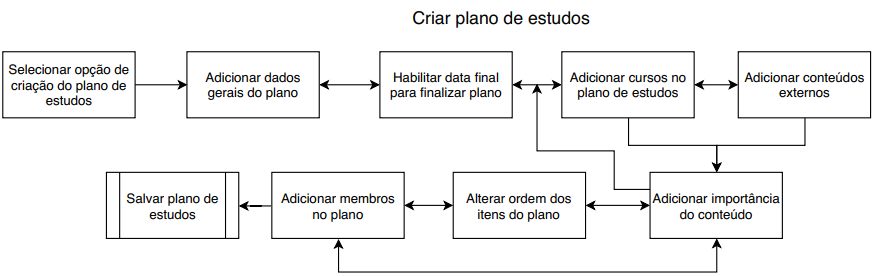 Criar plano de estudos
Selecionar opção de
criação do plano de
estudos
Adicionar dados
gerais do plano
Habilitar data final
para finalizar plano
Adicionar cursos no
plano de estudos
Adicionar conteúdos
externos
Salvar plano de
estudos
Adicionar membros
no plano
Alterar ordem dos
itens do plano
Adicionar importância
do conteúdo